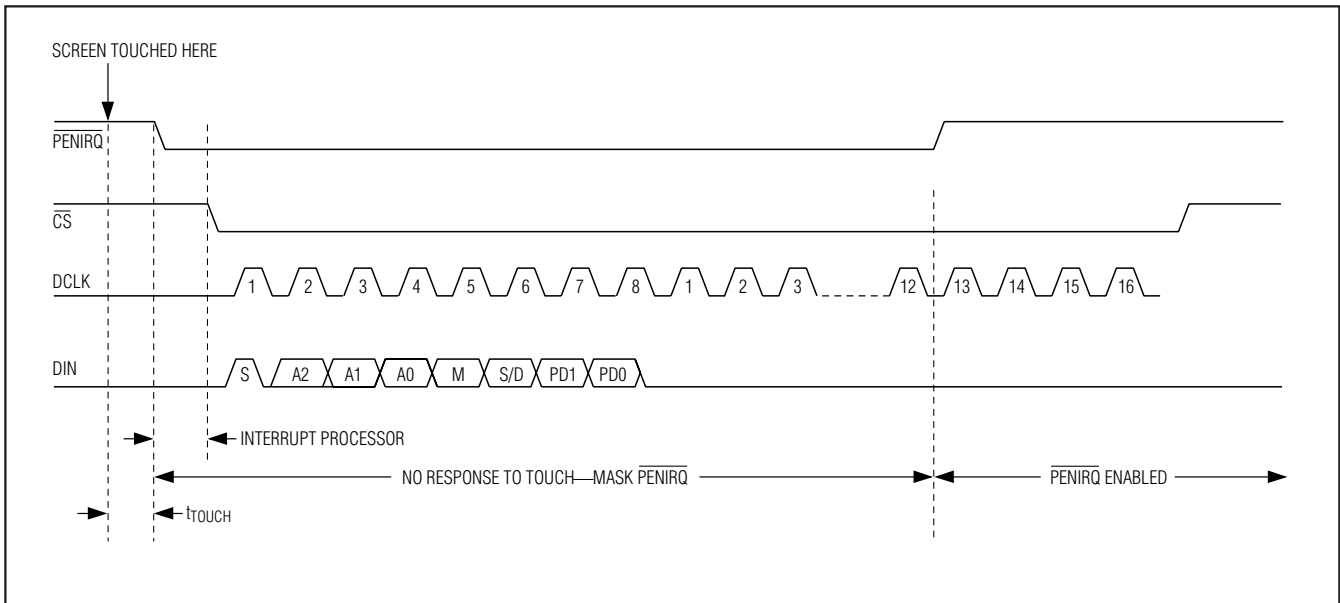 SCREEN TOUCHED HERE
PENIRQ
CS
DCLK 1 2 3 4 5 6 7 8 1 2 3 12 13 14 15 16
DIN S A2 A1 A0 M S/D PD1 PD0
INTERRUPT PROCESSOR
NO RESPONSE TO TOUCH—MASK PENIRQ PENIRQ ENABLED
tTOUCH